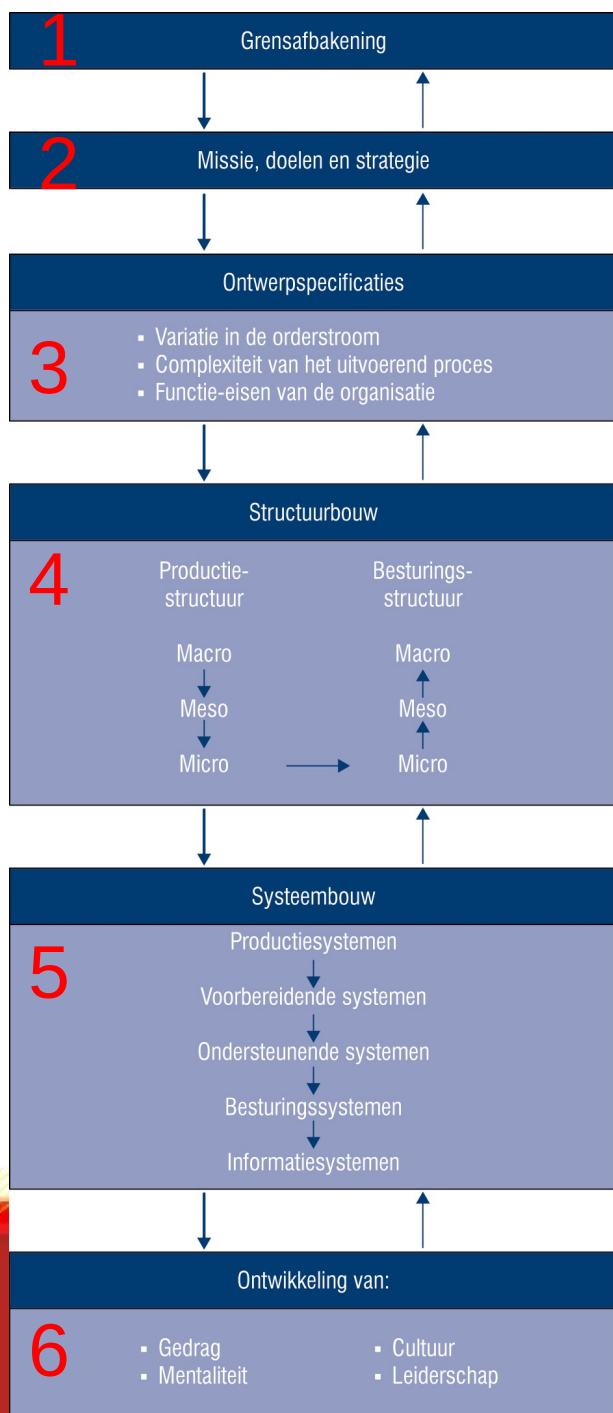 1
Grensafbakening
2
Missie, doelen en strategie
Ontwerpspecificaties
3
▪ Variatie in de orderstroom
▪ Complexiteit van het uitvoerend proces
▪ Functie-eisen van de organisatie
Structuurbouw
4
Productie-
structuur
Macro
Meso
Micro
Besturings-
structuur
Macro
Meso
Micro
Systeembouw
5
Productiesystemen
Voorbereidende systemen
Ondersteunende systemen
Besturingssystemen
Informatiesystemen
Ontwikkeling van:
6
▪ Gedrag
▪ Mentaliteit
▪ Cultuur
▪ Leiderschap